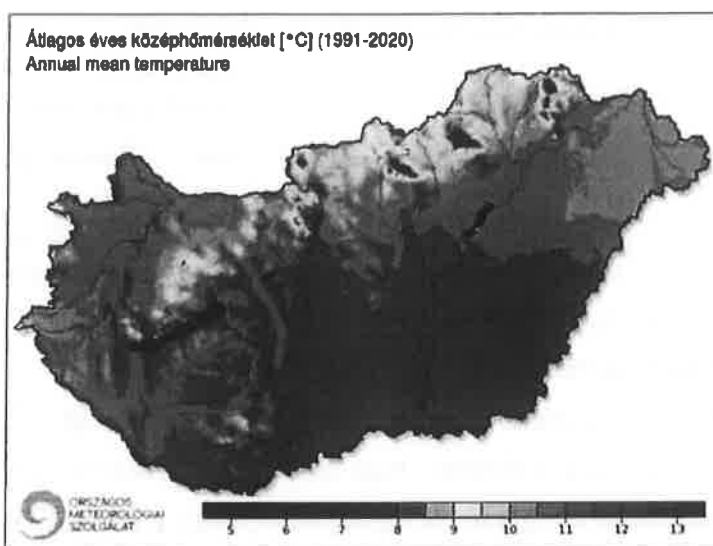 Átlagos éves középhőmérséklet [°C] (1991-2020)
Annual mean temperature
ORSZÁGOS
METEOROLÓGIAI
SZOLGÁLAT
5 6 7 8 9 10 11 12 13